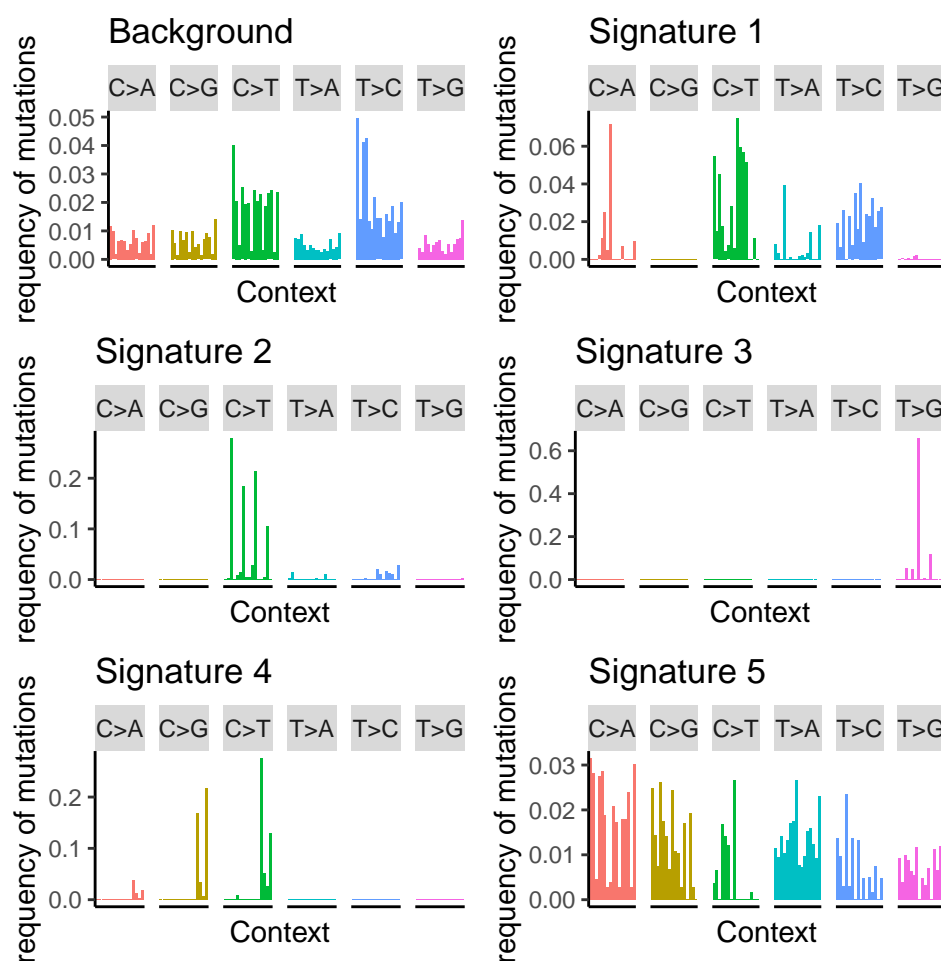 Background
requency of mutations
C>A C>G C>T T>A T>C T>G
0.05
0.04
0.03
0.02
0.01
0.00
Context
Signature 1
requency of mutations
C>A C>G C>T T>A T>C T>G
0.06
0.04
0.02
0.00
Context
Signature 2
requency of mutations
C>A C>G C>T T>A T>C T>G
0.2
0.1
0.0
Context
Signature 3
requency of mutations
C>A C>G C>T T>A T>C T>G
0.6
0.4
0.2
0.0
Context
Signature 4
requency of mutations
C>A C>G C>T T>A T>C T>G
0.2
0.1
0.0
Context
Signature 5
requency of mutations
C>A C>G C>T T>A T>C T>G
0.03
0.02
0.01
0.00
Context